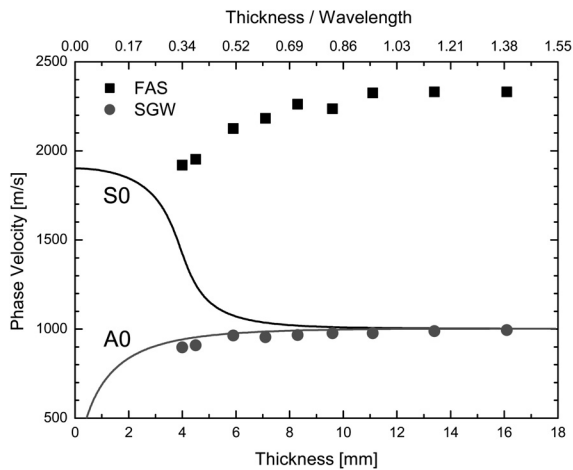 Thickness / Wavelength
0.00 0.17 0.34 0.52 0.69 0.86 1.03 1.21 1.38 1.55
2500
FAS
SGW
2000
S0
1500
Phase Velocity [m/s]
1000
A0
500
0 2 4 6 8 10 12 14 16 18
Thickness [mm]